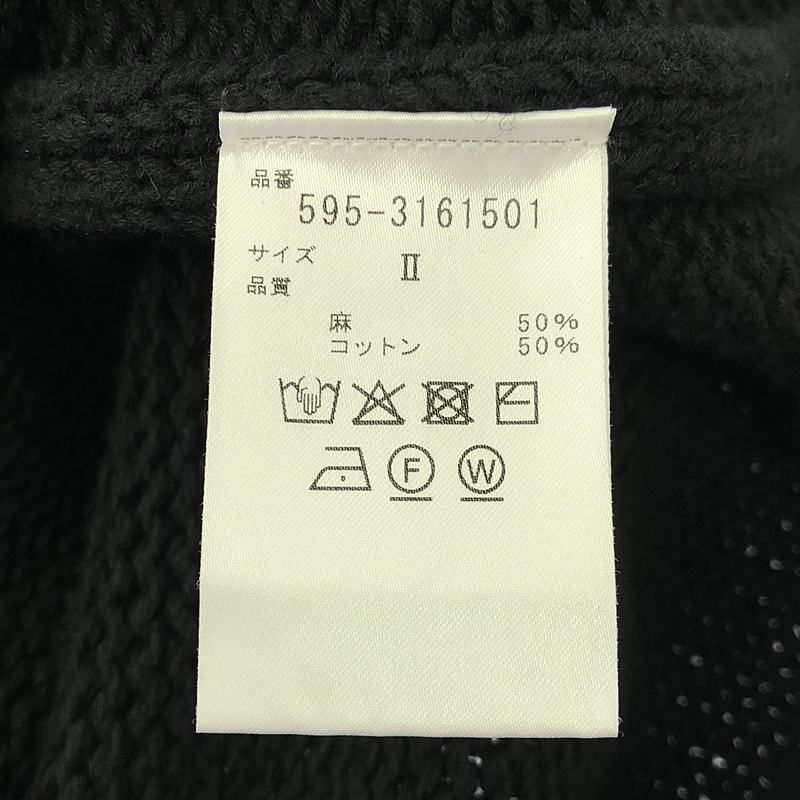 品番
595-3161501
サイズ II
品質
麻 50%
コットン 50%
F W